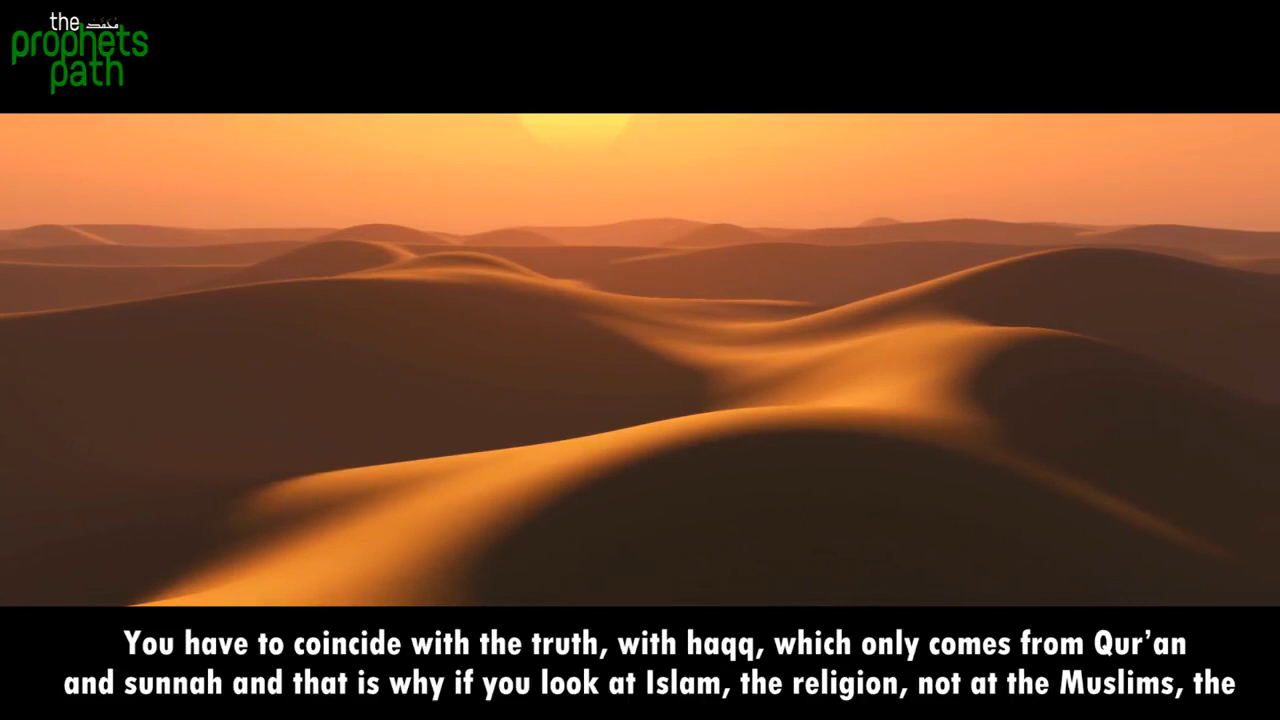 the مُحَمَّد
prophets
path
You have to coincide with the truth, with haqq, which only comes from Qur’an
and sunnah and that is why if you look at Islam, the religion, not at the Muslims, the